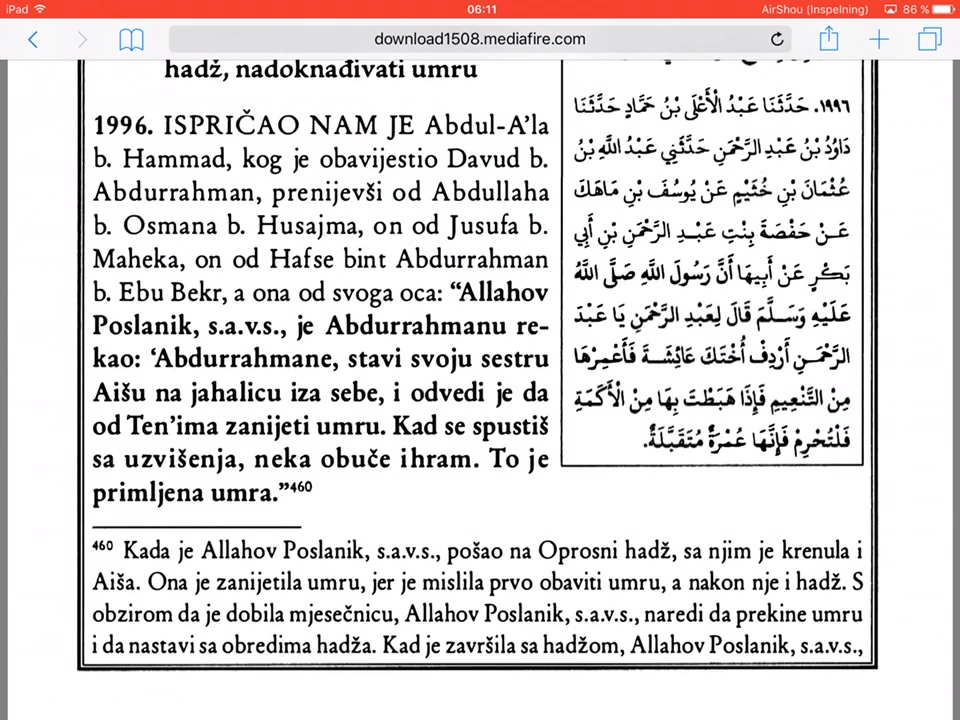 iPad
06:11
AirShou (Inspelning)
86 %
download1508.mediafire.com
hadž, nadoknađivati umru
1996. ISPRIČAO NAM JE Abdul-A’la
b. Hammad, kog je obavijestio Davud b.
Abdurrahman, prenijevši od Abdullaha
b. Osmana b. Husajma, on od Jusufa b.
Maheka, on od Hafse bint Abdurrahman
b. Ebu Bekr, a ona od svoga oca: “Allahov
Poslanik, s.a.v.s., je Abdurrahmanu re-
kao: ‘Abdurrahmane, stavi svoju sestru
Aišu na jahalicu iza sebe, i odvedi je da
od Ten’ima zanijeti umru. Kad se spustiš
sa uzvišenja, neka obuče ihram. To je
primljena umra.”460
١٩٩٦. حَدَّثَنَا عَبْدُ الْأَعْلَى بْنُ حَمَّادٍ حَدَّثَنَا
دَاوُدُ بْنُ عَبْدِ الرَّحْمَنِ حَدَّثَنِي عَبْدُ اللَّهِ بْنُ
عُثْمَانَ بْنِ خُثَيْمٍ عَنْ يُوسُفَ بْنِ مَاهَكَ
عَنْ حَفْصَةَ بِنْتِ عَبْدِ الرَّحْمَنِ بْنِ أَبِي
بَكْرٍ عَنْ أَبِيهَا أَنَّ رَسُولَ اللَّهِ صَلَّى اللَّهُ
عَلَيْهِ وَسَلَّمَ قَالَ لِعَبْدِ الرَّحْمَنِ يَا عَبْدَ
الرَّحْمَنِ أَرْدِفْ أُخْتَكَ عَائِشَةَ فَأَعْمِرْهَا
مِنَ التَّنْعِيمِ فَإِذَا هَبَطْتَ بِهَا مِنَ الْأَكَمَةِ
فَلْتُحْرِمْ فَإِنَّهَا عُمْرَةٌ مُتَقَبَّلَةٌ.
460 Kada je Allahov Poslanik, s.a.v.s., pošao na Oprosni hadž, sa njim je krenula i
Aiša. Ona je zanijetila umru, jer je mislila prvo obaviti umru, a nakon nje i hadž. S
obzirom da je dobila mjesečnicu, Allahov Poslanik, s.a.v.s., naredi da prekine umru
i da nastavi sa obredima hadža. Kad je završila sa hadžom, Allahov Poslanik, s.a.v.s.,